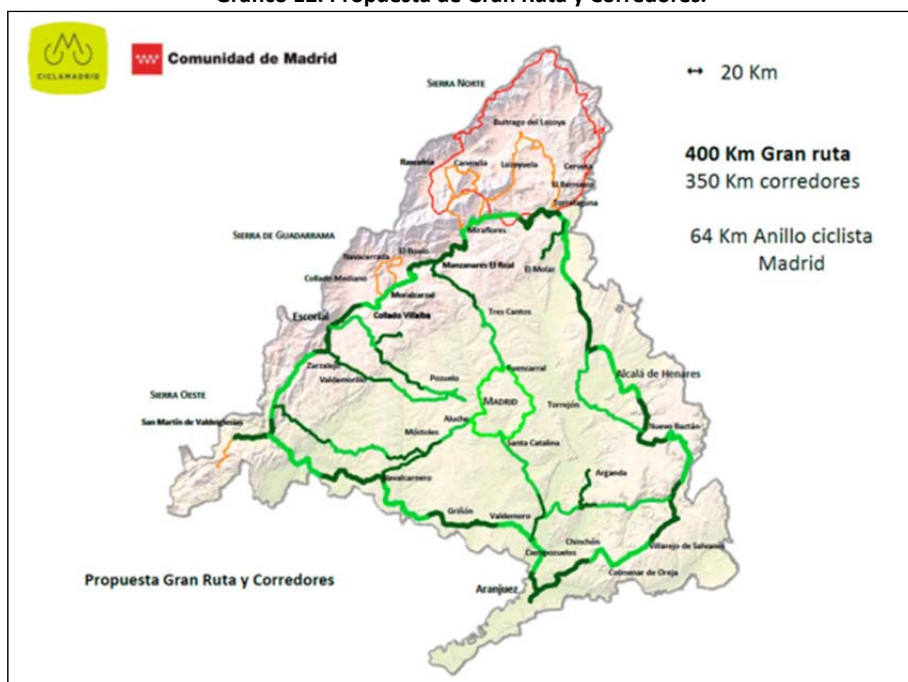 Gráfico 12. Propuesta de Gran Ruta y Corredores.
CICLAMADRID
Comunidad de Madrid
20 Km
400 Km Gran ruta
350 Km corredores
64 Km Anillo ciclista
Madrid
SIERRA NORTE
Buitrago del Lozoya
Rascafría
Canencia
Lozoyuela
Cervera
El Berrueco
Torrelaguna
Miraflores
SIERRA DE GUADARRAMA
Navacerrada
El Boalo
Manzanares El Real
El Molar
Collado Mediano
Moralzarzal
Collado Villalba
Escorial
Tres Cantos
Zarzalejo
Valdemorillo
Pozuelo
Fuencarral
Alcalá de Henares
SIERRA OESTE
MADRID
Torrejón
San Martín de Valdeiglesias
Aluche
Móstoles
Santa Catalina
Nuevo Baztán
Navalcarnero
Arganda
Griñón
Valdemoro
Chinchón
Ciempozuelos
Villarejo de Salvanés
Colmenar de Oreja
Aranjuez
Propuesta Gran Ruta y Corredores